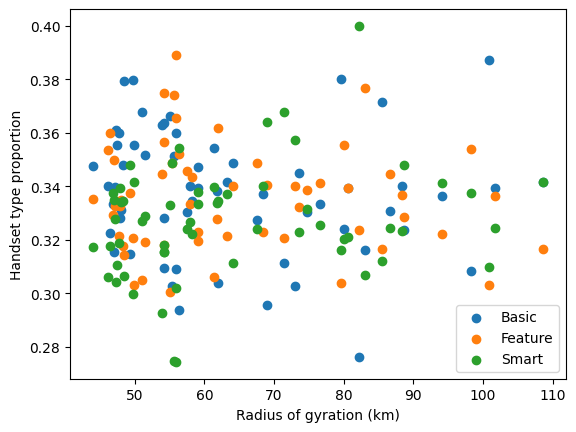 0.40
0.38
0.36
0.34
0.32
0.30
0.28
Handset type proportion
50
60
70
80
90
100
110
Radius of gyration (km)
Basic
Feature
Smart